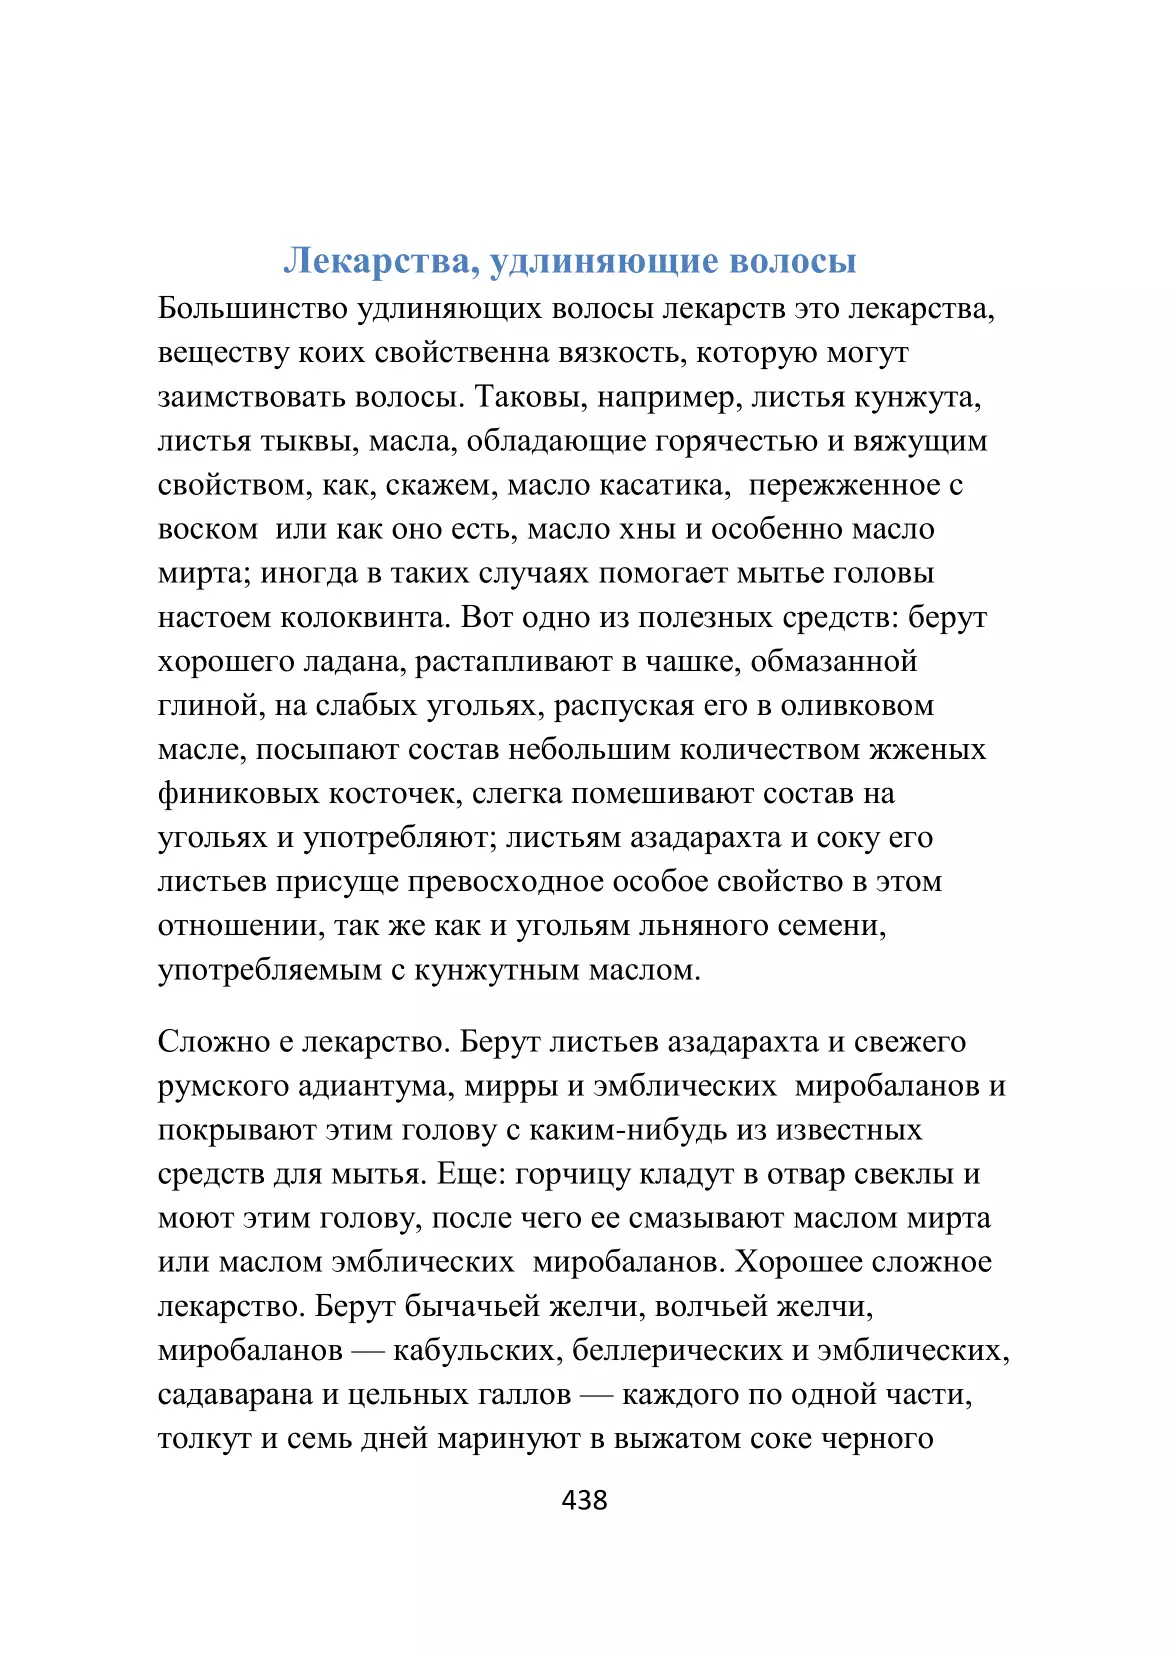 Лекарства, удлиняющие волосы
Большинство удлиняющих волосы лекарств это лекарства,
веществу коих свойственна вязкость, которую могут
заимствовать волосы. Таковы, например, листья кунжута,
листья тыквы, масла, обладающие горячестью и вяжущим
свойством, как, скажем, масло касатика,  пережженное с
воском  или как оно есть, масло хны и особенно масло
мирта; иногда в таких случаях помогает мытье головы
настоем колоквинта. Вот одно из полезных средств: берут
хорошего ладана, растапливают в чашке, обмазанной
глиной, на слабых угольях, распуская его в оливковом
масле, посыпают состав небольшим количеством жженых
финиковых косточек, слегка помешивают состав на
угольях и употребляют; листьям азадарахта и соку его
листьев присуще превосходное особое свойство в этом
отношении, так же как и угольям льняного семени,
употребляемым с кунжутным маслом.
Сложно е лекарство. Берут листьев азадарахта и свежего
румского адиантума, мирры и эмблических  миробаланов и
покрывают этим голову с каким-нибудь из известных
средств для мытья. Еще: горчицу кладут в отвар свеклы и
моют этим голову, после чего ее смазывают маслом мирта
или маслом эмблических  миробаланов. Хорошее сложное
лекарство. Берут бычачьей желчи, волчьей желчи,
миробаланов — кабульских, беллерических и эмблических,
садаварана и цельных галлов — каждого по одной части,
толкут и семь дней маринуют в выжатом соке черного
438